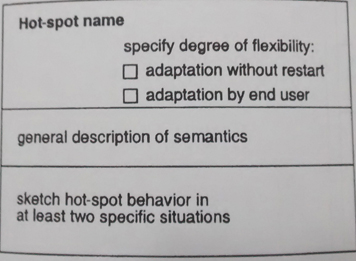 Hot-spot name
specify degree of flexibility:
adaptation without restart
adaptation by end user
general description of semantics
sketch hot-spot behavior in
at least two specific situations